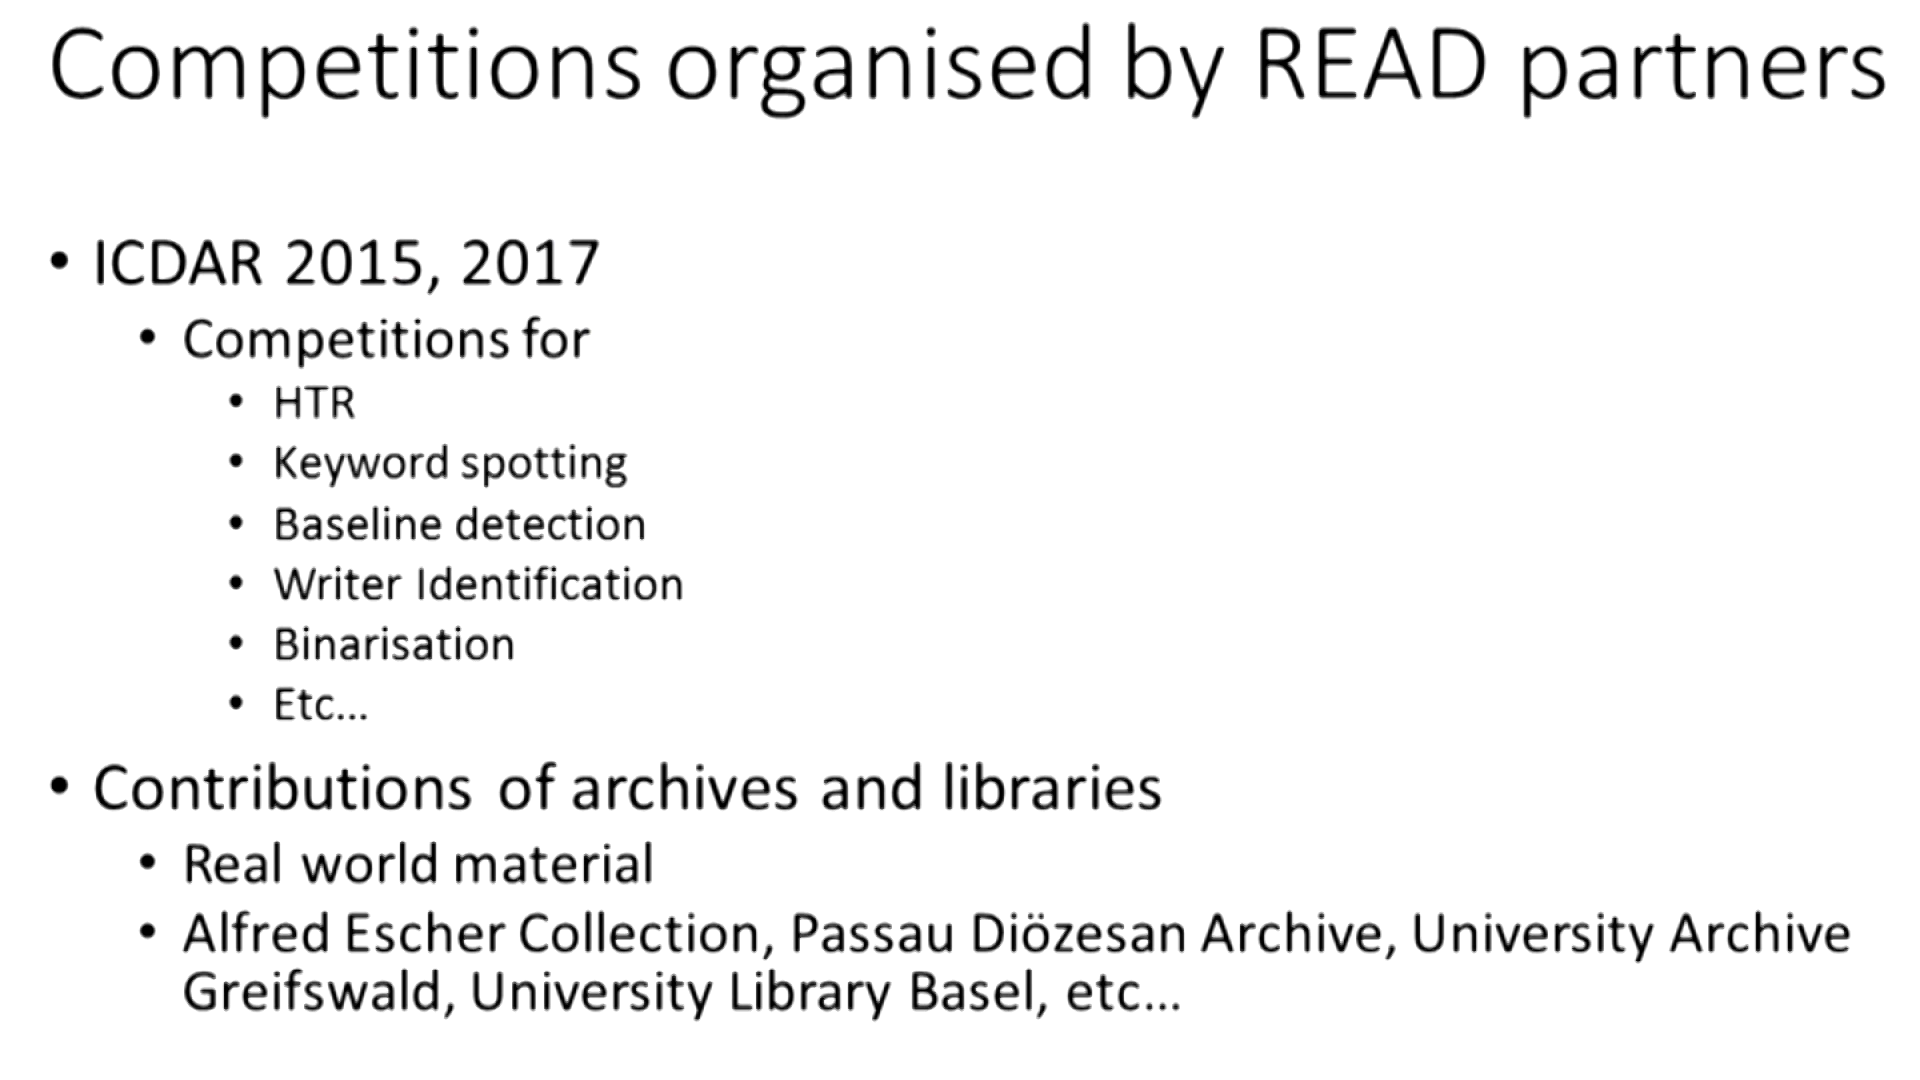 Competitions organised by READ partners
• ICDAR 2015, 2017
• Competitions for
• HTR
• Keyword spotting
• Baseline detection
• Writer Identification
• Binarisation
• Etc...
• Contributions of archives and libraries
• Real world material
• Alfred Escher Collection, Passau Diözesan Archive, University Archive
Greifswald, University Library Basel, etc...